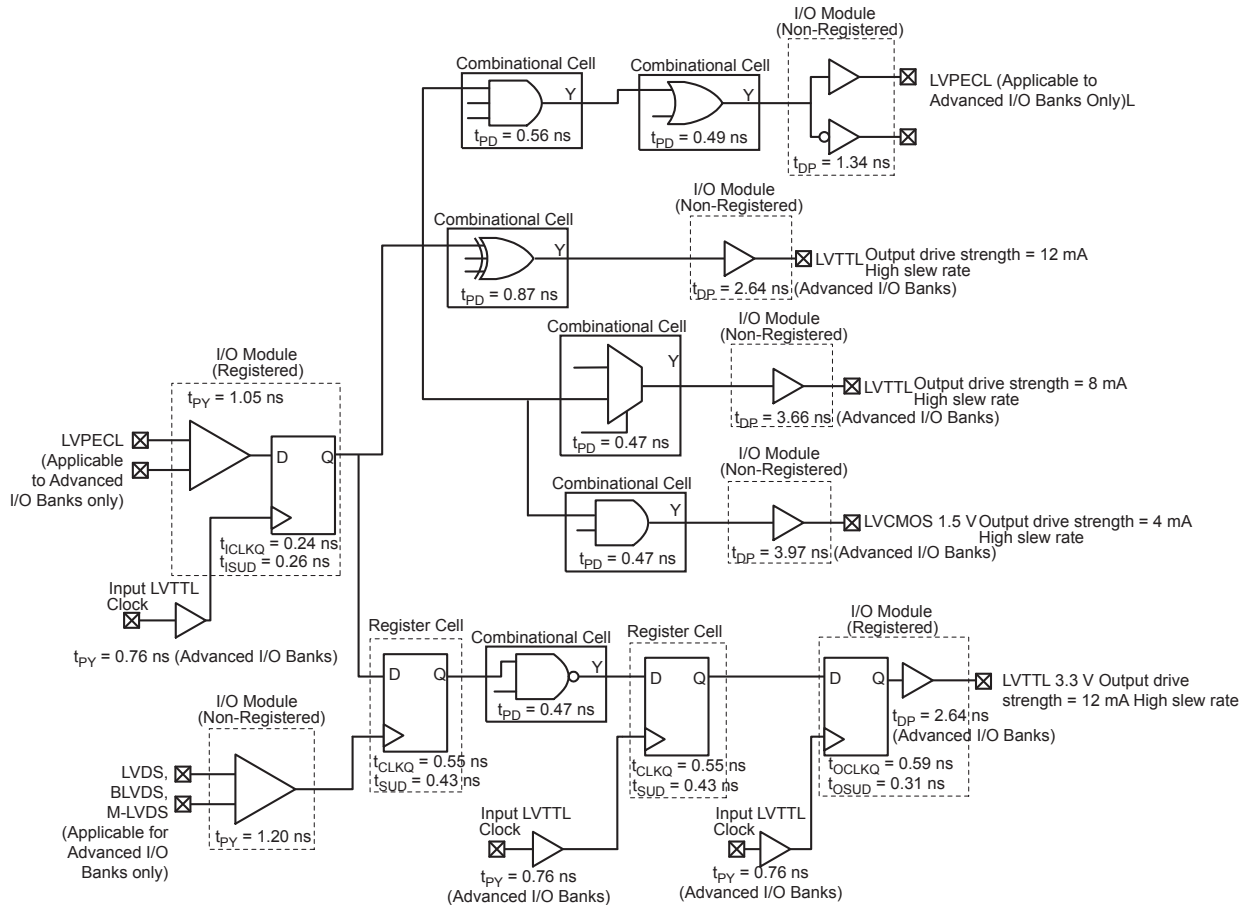 I/O Module
(Non-Registered)
Combinational Cell
Y
tPD = 0.56 ns
Combinational Cell
Y
tPD = 0.49 ns
tDP = 1.34 ns
LVPECL (Applicable to
Advanced I/O Banks Only)L
Combinational Cell
Y
tPD = 0.87 ns
I/O Module
(Non-Registered)
tDP = 2.64 ns
LVTTL Output drive strength = 12 mA
High slew rate
(Advanced I/O Banks)
Combinational Cell
Y
tPD = 0.47 ns
I/O Module
(Non-Registered)
tDP = 3.66 ns
LVTTL Output drive strength = 8 mA
High slew rate
(Advanced I/O Banks)
Combinational Cell
Y
tPD = 0.47 ns
I/O Module
(Non-Registered)
tDP = 3.97 ns
LVCMOS 1.5 V Output drive strength = 4 mA
High slew rate
(Advanced I/O Banks)
I/O Module
(Registered)
tPY = 1.05 ns
LVPECL
(Applicable
to Advanced
I/O Banks only)
D
Q
tICLKQ = 0.24 ns
tISUD = 0.26 ns
Input LVTTL
Clock
tPY = 0.76 ns (Advanced I/O Banks)
I/O Module
(Non-Registered)
LVDS,
BLVDS,
M-LVDS
(Applicable for
Advanced I/O
Banks only)
tPY = 1.20 ns
Register Cell
D
Q
tCLKQ = 0.55 ns
tSUD = 0.43 ns
Combinational Cell
Y
tPD = 0.47 ns
Register Cell
D
Q
tCLKQ = 0.55 ns
tSUD = 0.43 ns
Input LVTTL
Clock
tPY = 0.76 ns
(Advanced I/O Banks)
I/O Module
(Registered)
D
Q
tDP = 2.64 ns
(Advanced I/O Banks)
tOCLKQ = 0.59 ns
tOSUD = 0.31 ns
LVTTL 3.3 V Output drive
strength = 12 mA High slew rate
Input LVTTL
Clock
tPY = 0.76 ns
(Advanced I/O Banks)